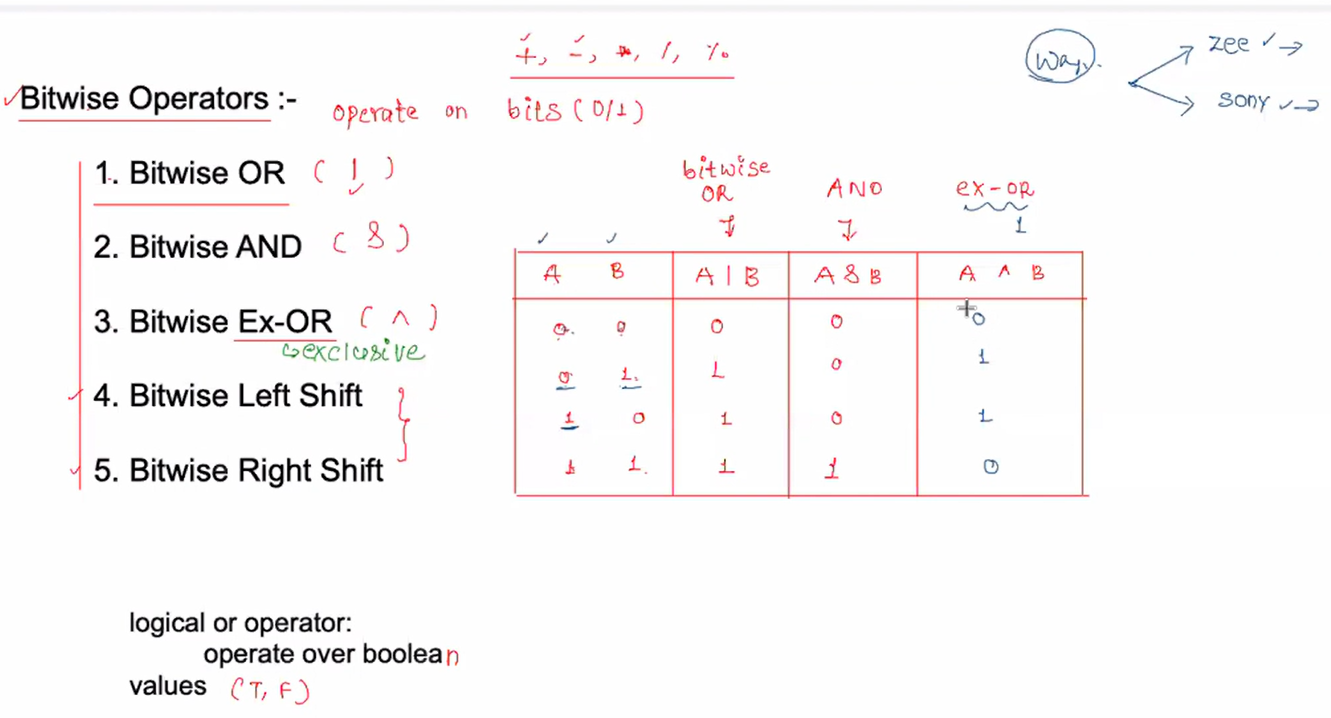 +, -, *, /, %
Way.
zee
sony
Bitwise Operators :-
operate on bits (0/1)
1. Bitwise OR ( | )
2. Bitwise AND ( & )
3. Bitwise Ex-OR ( ^ )
exclusive
4. Bitwise Left Shift
5. Bitwise Right Shift
bitwise
OR
AND
ex-OR
1
A B A | B A & B A ^ B
0 0 0 0 0
0 1 1 0 1
1 0 1 0 1
1 1 1 1 0
logical or operator:
operate over boolean
values (T, F)